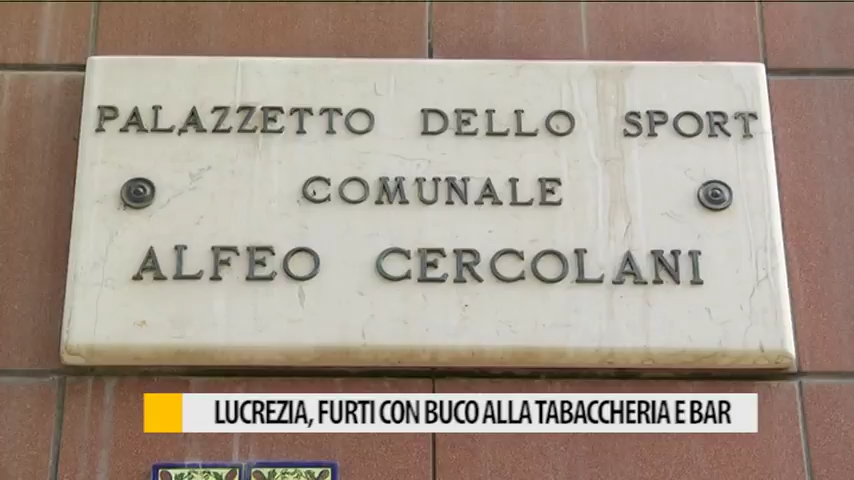 PALAZZETTO DELLO SPORT
COMUNALE
ALFEO CERCOLANI
LUCREZIA, FURTI CON BUCO ALLA TABACCHERIA E BAR